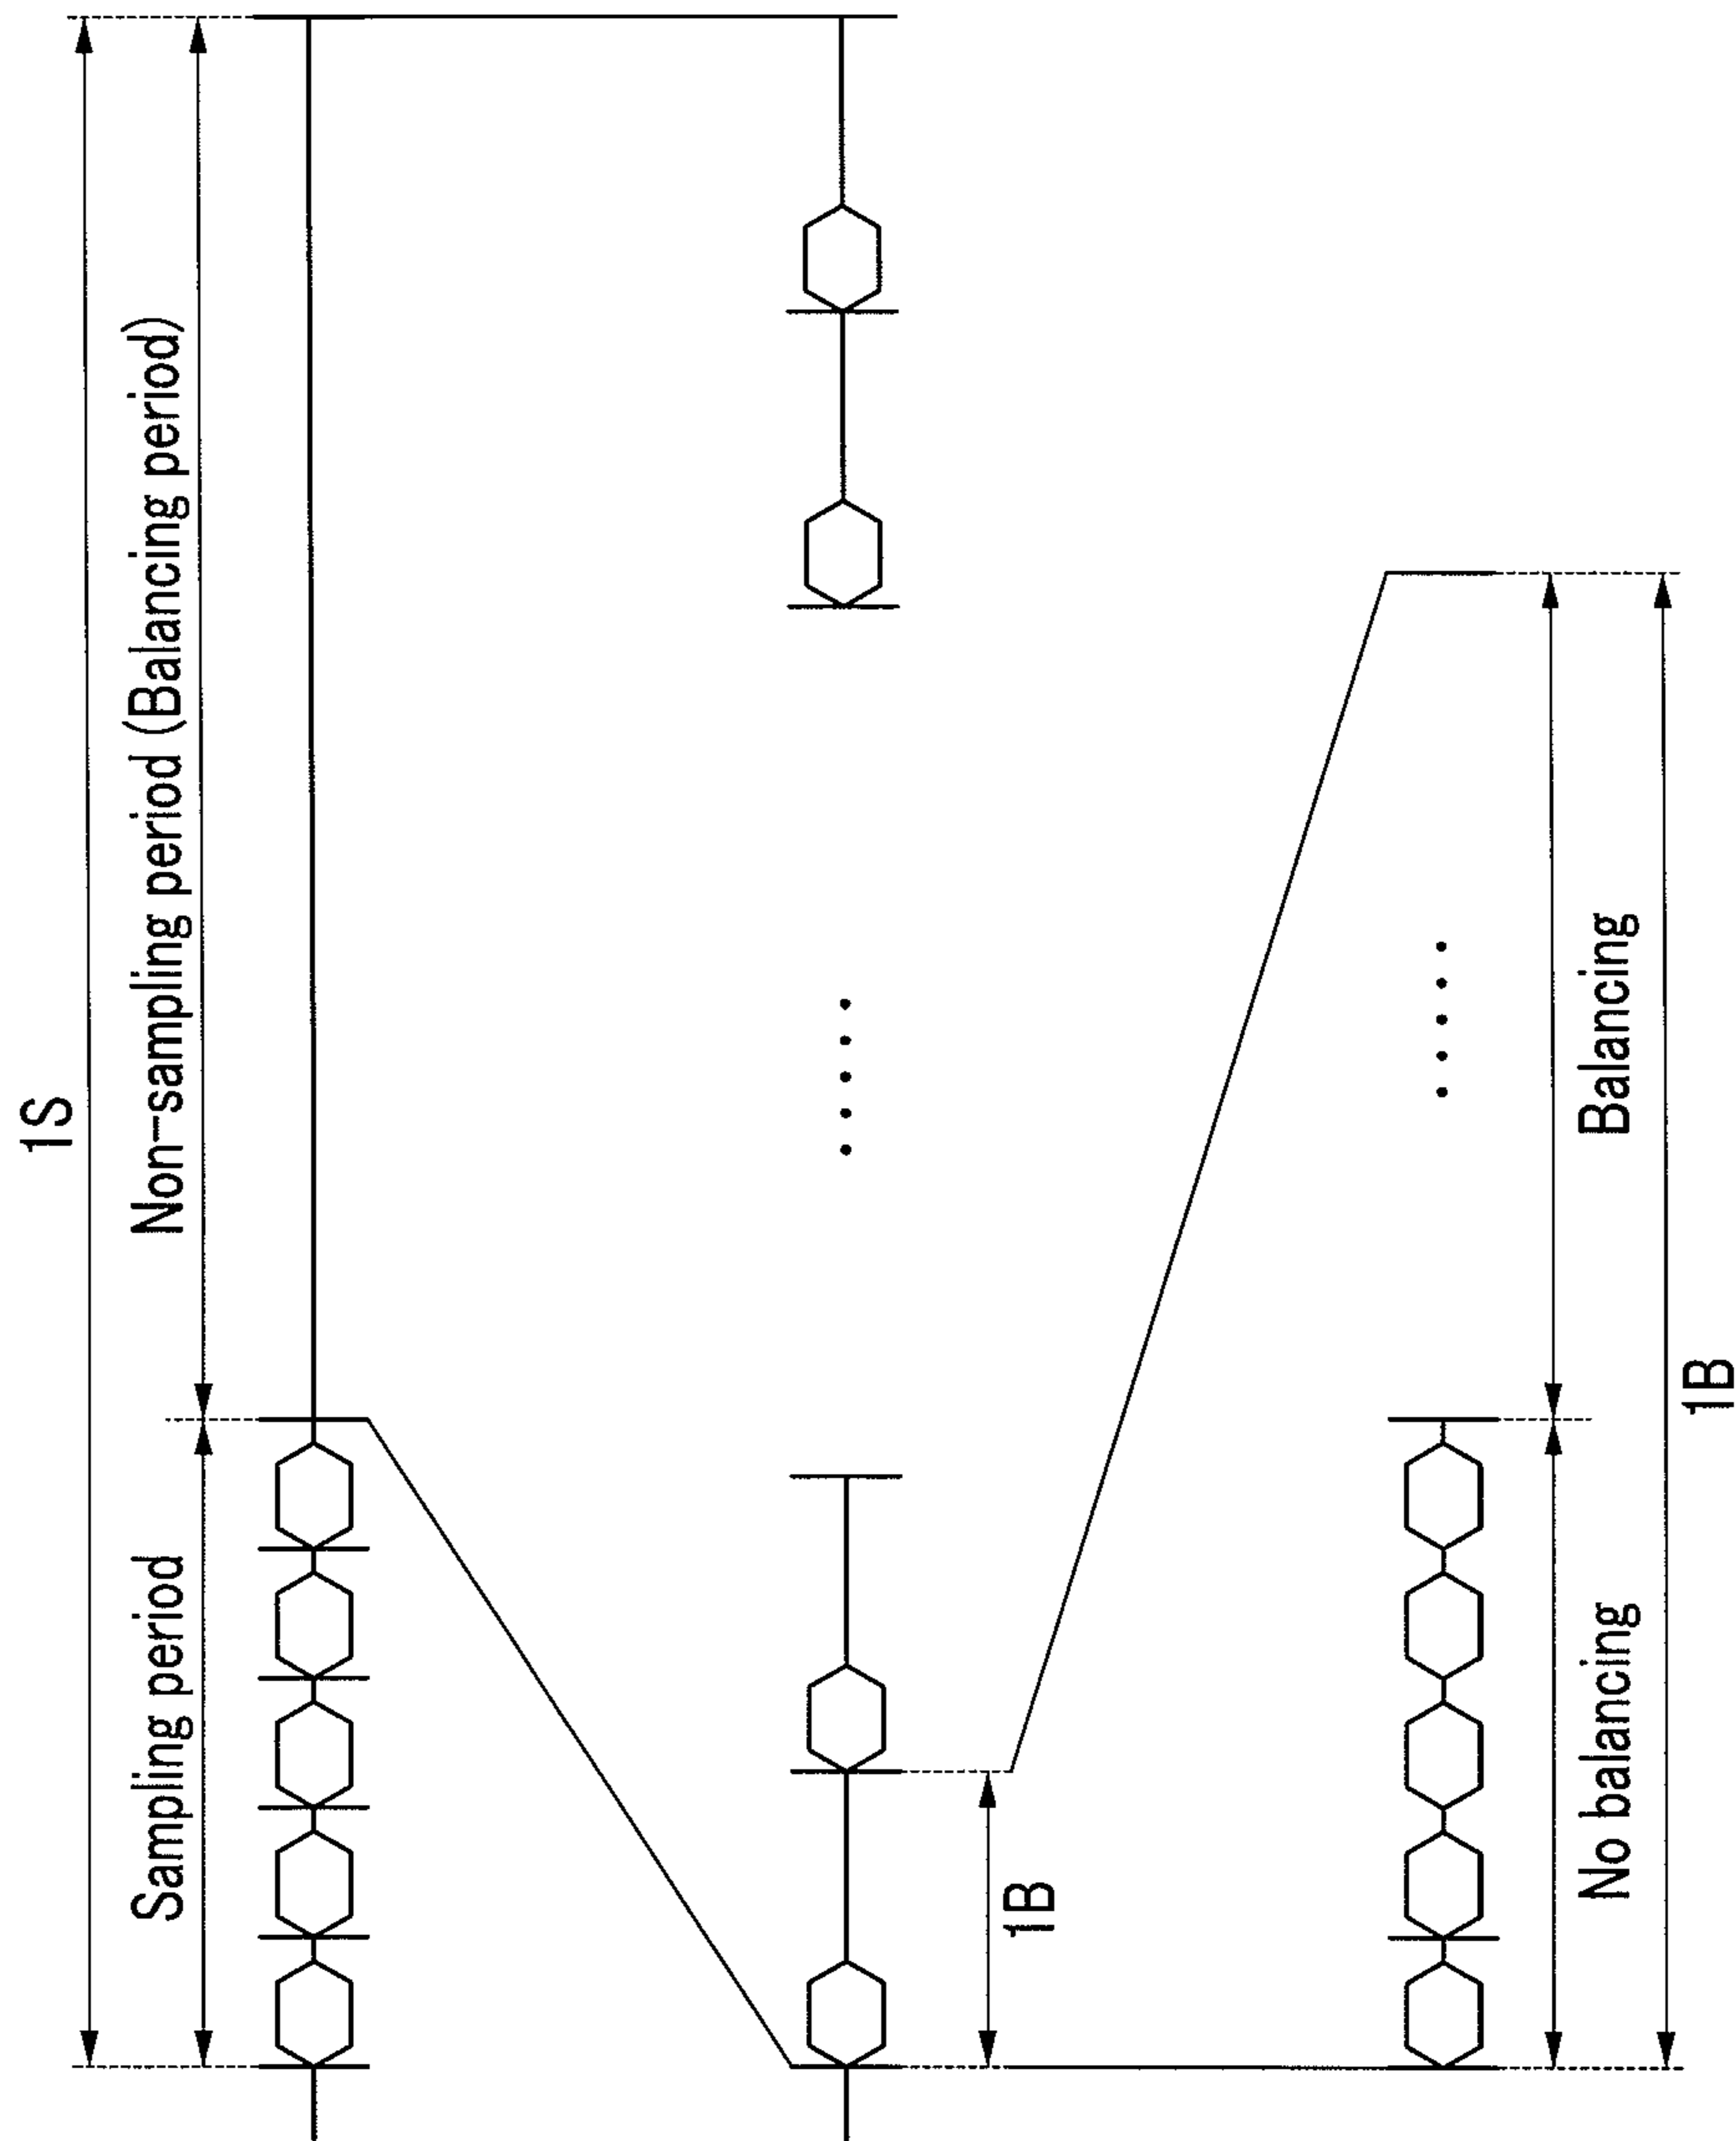 1S
Sampling period
Non-sampling period (Balancing period)
1B
No balancing
Balancing
1B